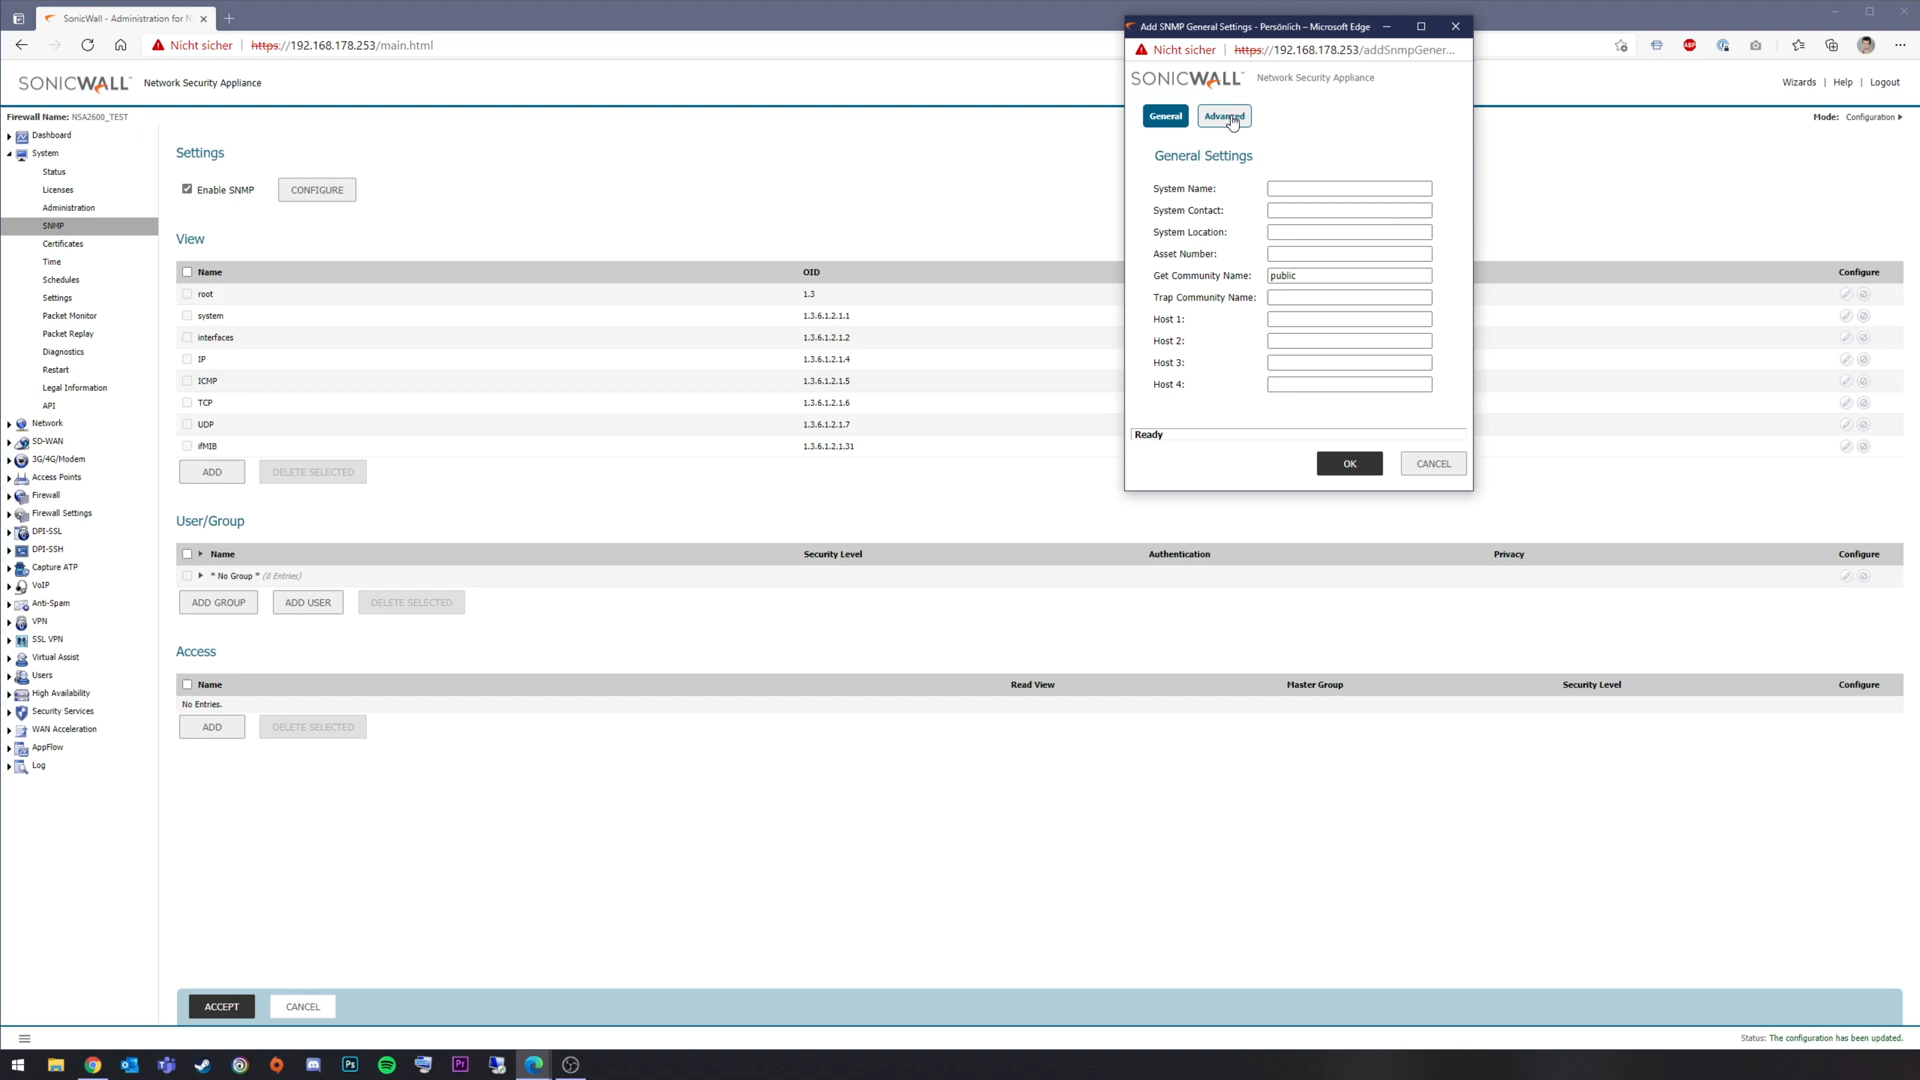 SonicWall - Administration for N
Nicht sicher
https://192.168.178.253/main.html
SONICWALL
Network Security Appliance
Wizards | Help | Logout
Firewall Name: NSA2600_TEST
Mode: Configuration
Dashboard
System
Status
Licenses
Administration
SNMP
Certificates
Time
Schedules
Settings
Packet Monitor
Packet Replay
Diagnostics
Restart
Legal Information
API
Network
SD-WAN
3G/4G/Modem
Access Points
Firewall
Firewall Settings
DPI-SSL
DPI-SSH
Capture ATP
VoIP
Anti-Spam
VPN
SSL VPN
Virtual Assist
Users
High Availability
Security Services
WAN Acceleration
AppFlow
Log
Settings
Enable SNMP
CONFIGURE
View
Name OID Configure
root 1.3
system 1.3.6.1.2.1.1
interfaces 1.3.6.1.2.1.2
IP 1.3.6.1.2.1.4
ICMP 1.3.6.1.2.1.5
TCP 1.3.6.1.2.1.6
UDP 1.3.6.1.2.1.7
ifMIB 1.3.6.1.2.1.31
ADD DELETE SELECTED
User/Group
Name Security Level Authentication Privacy Configure
* No Group * (0 Entries)
ADD GROUP ADD USER DELETE SELECTED
Access
Name Read View Master Group Security Level Configure
No Entries.
ADD DELETE SELECTED
ACCEPT CANCEL
Status: The configuration has been updated.
Add SNMP General Settings - Persönlich – Microsoft Edge
Nicht sicher
https://192.168.178.253/addSnmpGener...
SONICWALL
Network Security Appliance
General Advanced
General Settings
System Name:
System Contact:
System Location:
Asset Number:
Get Community Name: public
Trap Community Name:
Host 1:
Host 2:
Host 3:
Host 4:
Ready
OK CANCEL
ABP
Ps
Pr